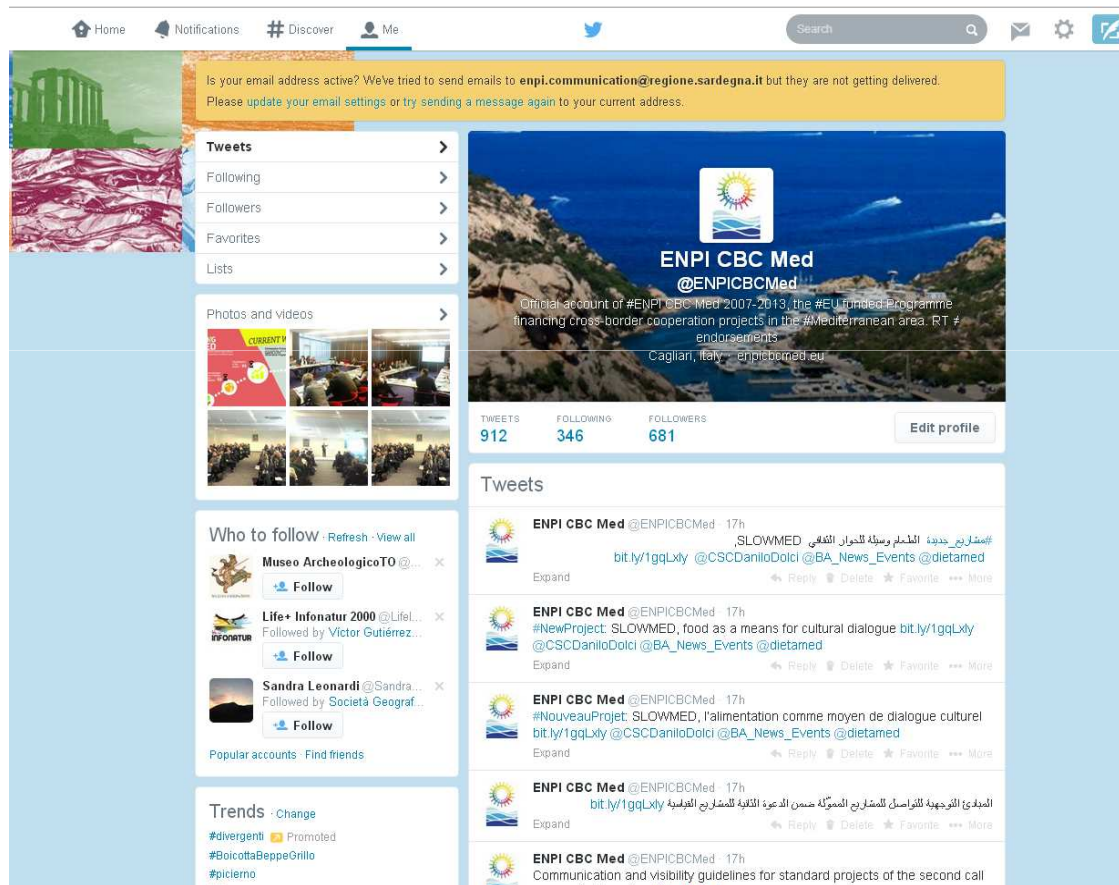 Home Notifications # Discover Me Search
Is your email address active? We've tried to send emails to enpi.communication@regione.sardegna.it but they are not getting delivered.
Please update your email settings or try sending a message again to your current address.
Tweets
Following
Followers
Favorites
Lists
Photos and videos
CURRENT
Who to follow · Refresh · View all
Museo ArcheologicoTO @...
Follow
Life+ Infonatur 2000 @Lifel...
Followed by Víctor Gutiérrez...
INFONATUR
Follow
Sandra Leonardi @Sandra...
Followed by Società Geograf...
Follow
Popular accounts · Find friends
Trends · Change
#divergenti Promoted
#BoicottaBeppeGrillo
#picierno
ENPI CBC Med
@ENPICBCMed
Official account of #ENPI CBC Med 2007-2013, the #EU funded Programme
financing cross-border cooperation projects in the #Mediterranean area. RT ≠
endorsements
Cagliari, Italy · enpicbcmed.eu
TWEETS FOLLOWING FOLLOWERS
912 346 681
Edit profile
Tweets
ENPI CBC Med @ENPICBCMed · 17h
#مشاريع_جديدة الطعام وسيلة للحوار الثقافي SLOWMED,
bit.ly/1gqLxly @CSCDaniloDolci @BA_News_Events @dietamed
Expand Reply Delete Favorite More
ENPI CBC Med @ENPICBCMed · 17h
#NewProject: SLOWMED, food as a means for cultural dialogue bit.ly/1gqLxly
@CSCDaniloDolci @BA_News_Events @dietamed
Expand Reply Delete Favorite More
ENPI CBC Med @ENPICBCMed · 17h
#NouveauProjet: SLOWMED, l'alimentation comme moyen de dialogue culturel
bit.ly/1gqLxly @CSCDaniloDolci @BA_News_Events @dietamed
Expand Reply Delete Favorite More
ENPI CBC Med @ENPICBCMed · 17h
المبادئ التوجهية للتواصل للمشاريع المموّلة ضمن الدعوة الثانية للمشاريع القياسية bit.ly/1gqLxly
Expand Reply Delete Favorite More
ENPI CBC Med @ENPICBCMed · 17h
Communication and visibility guidelines for standard projects of the second call